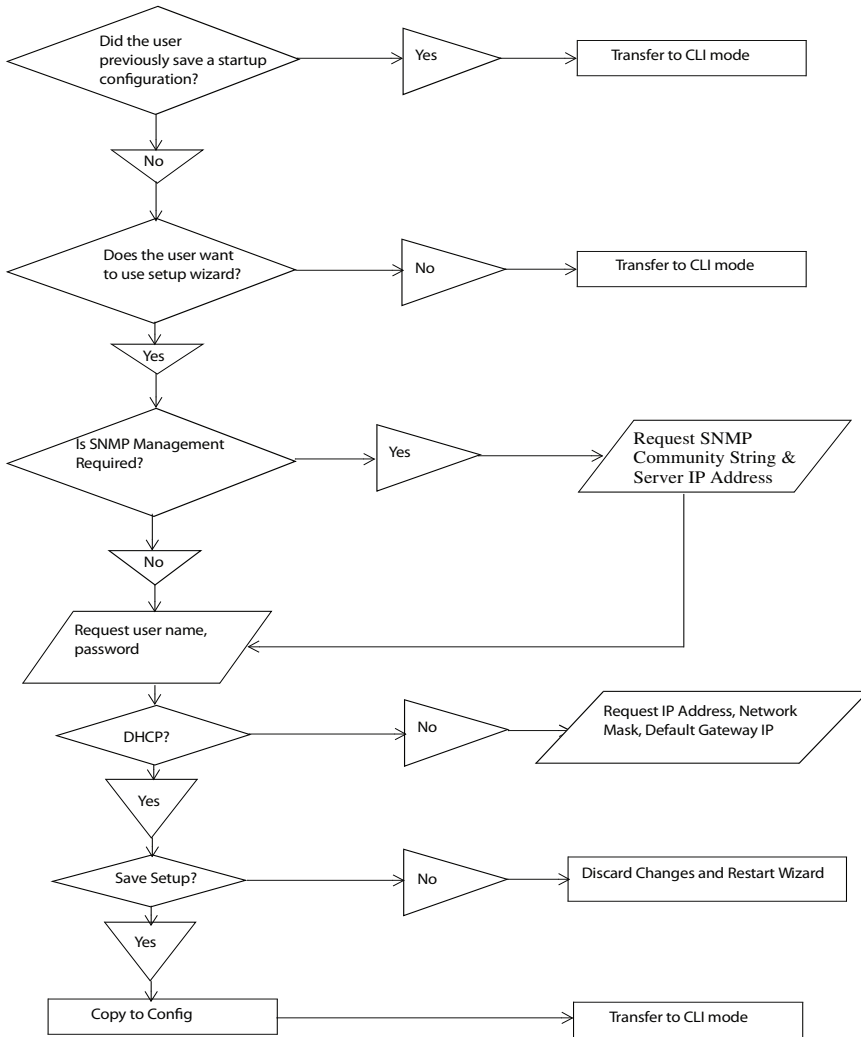 Did the user
previously save a startup
configuration?
Yes
Transfer to CLI mode
No
Does the user want
to use setup wizard?
No
Transfer to CLI mode
Yes
Is SNMP Management
Required?
Yes
Request SNMP
Community String &
Server IP Address
No
Request user name,
password
DHCP?
No
Request IP Address, Network
Mask, Default Gateway IP
Yes
Save Setup?
No
Discard Changes and Restart Wizard
Yes
Copy to Config
Transfer to CLI mode